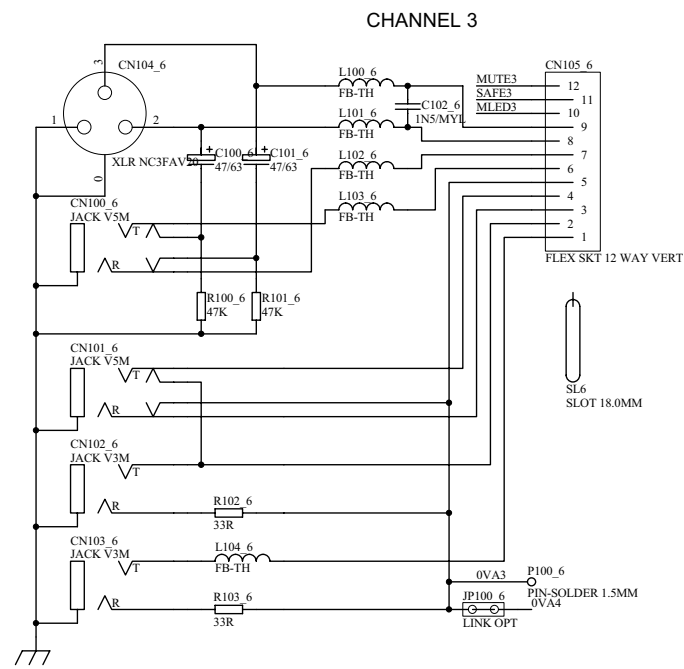 CHANNEL 3
CN104_6
3
1
2
0
XLR NC3FAV20
L100_6
FB-TH
L101_6
FB-TH
C102_6
1N5/MYL
L102_6
FB-TH
L103_6
FB-TH
+
C100_6
47/63
+
C101_6
47/63
CN105_6
MUTE3
SAFE3
MLED3
12
11
10
9
8
7
6
5
4
3
2
1
FLEX SKT 12 WAY VERT
CN100_6
JACK V5M
T
R
R100_6
47K
R101_6
47K
CN101_6
JACK V5M
T
R
SL6
SLOT 18.0MM
CN102_6
JACK V3M
T
R
R102_6
33R
CN103_6
JACK V3M
T
R
L104_6
FB-TH
R103_6
33R
0VA3
P100_6
PIN-SOLDER 1.5MM
JP100_6
0VA4
LINK OPT